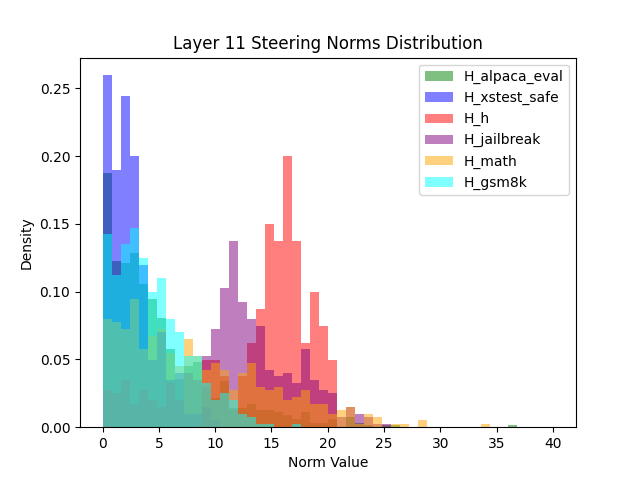 Layer 11 Steering Norms Distribution
Density
0.25
0.20
0.15
0.10
0.05
0.00
H_alpaca_eval
H_xstest_safe
H_h
H_jailbreak
H_math
H_gsm8k
0 5 10 15 20 25 30 35 40
Norm Value